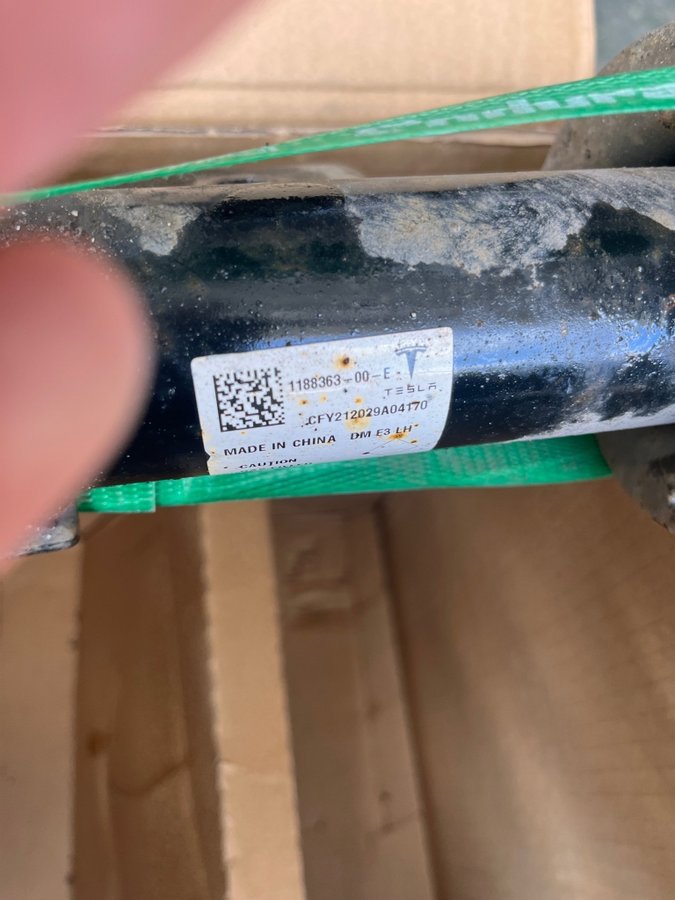 1188363-00-E
TESLA
CFY212029A04170
MADE IN CHINA DM E3 LH
CAUTION